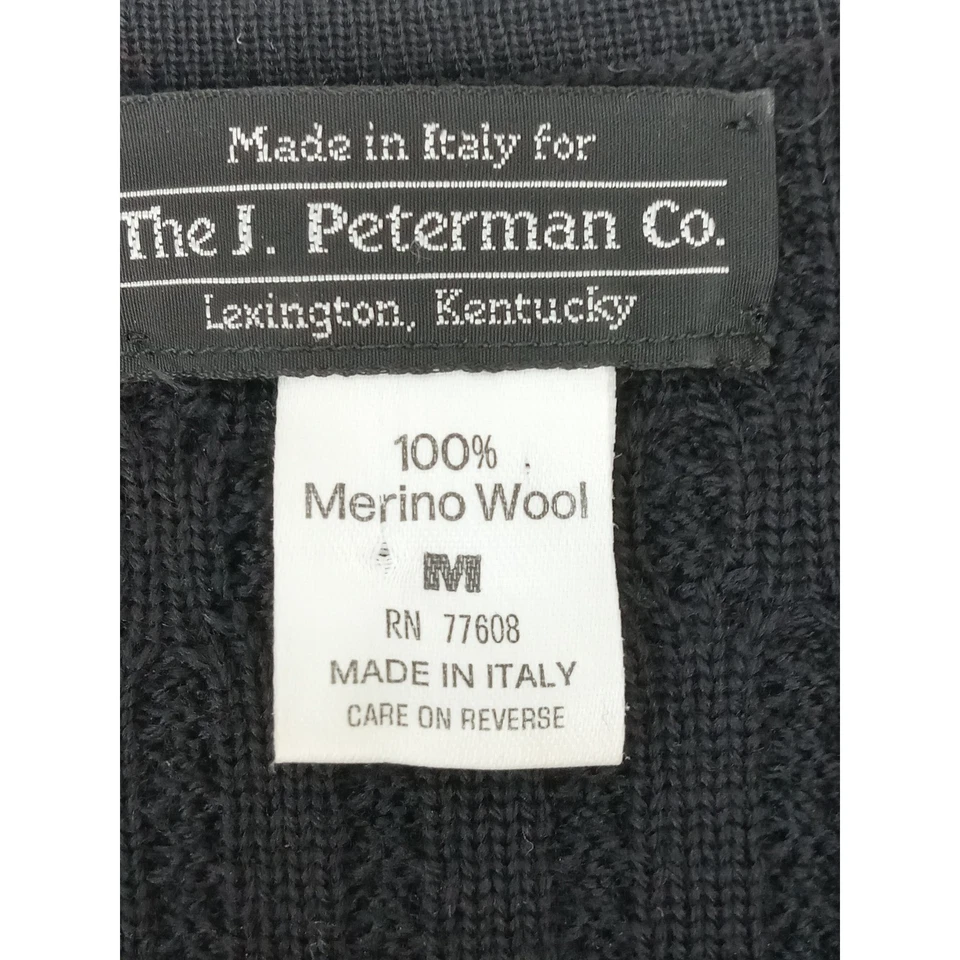 Made in Italy for
The J. Peterman Co.
Lexington, Kentucky
100%
Merino Wool
M
RN 77608
MADE IN ITALY
CARE ON REVERSE